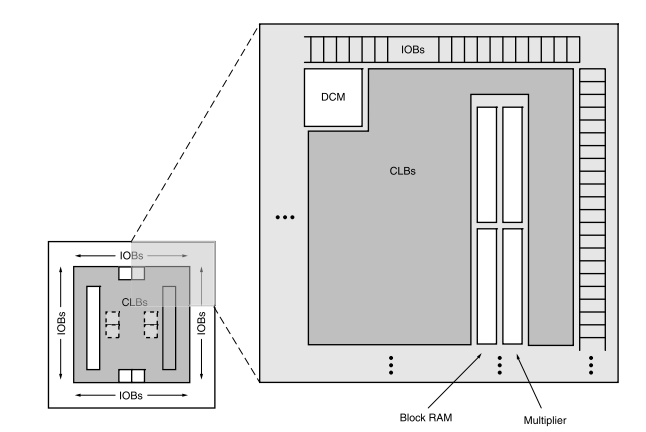 IOBs
DCM
CLBs
IOBs
CLBs
IOBs
IOBs
IOBs
Block RAM
Multiplier